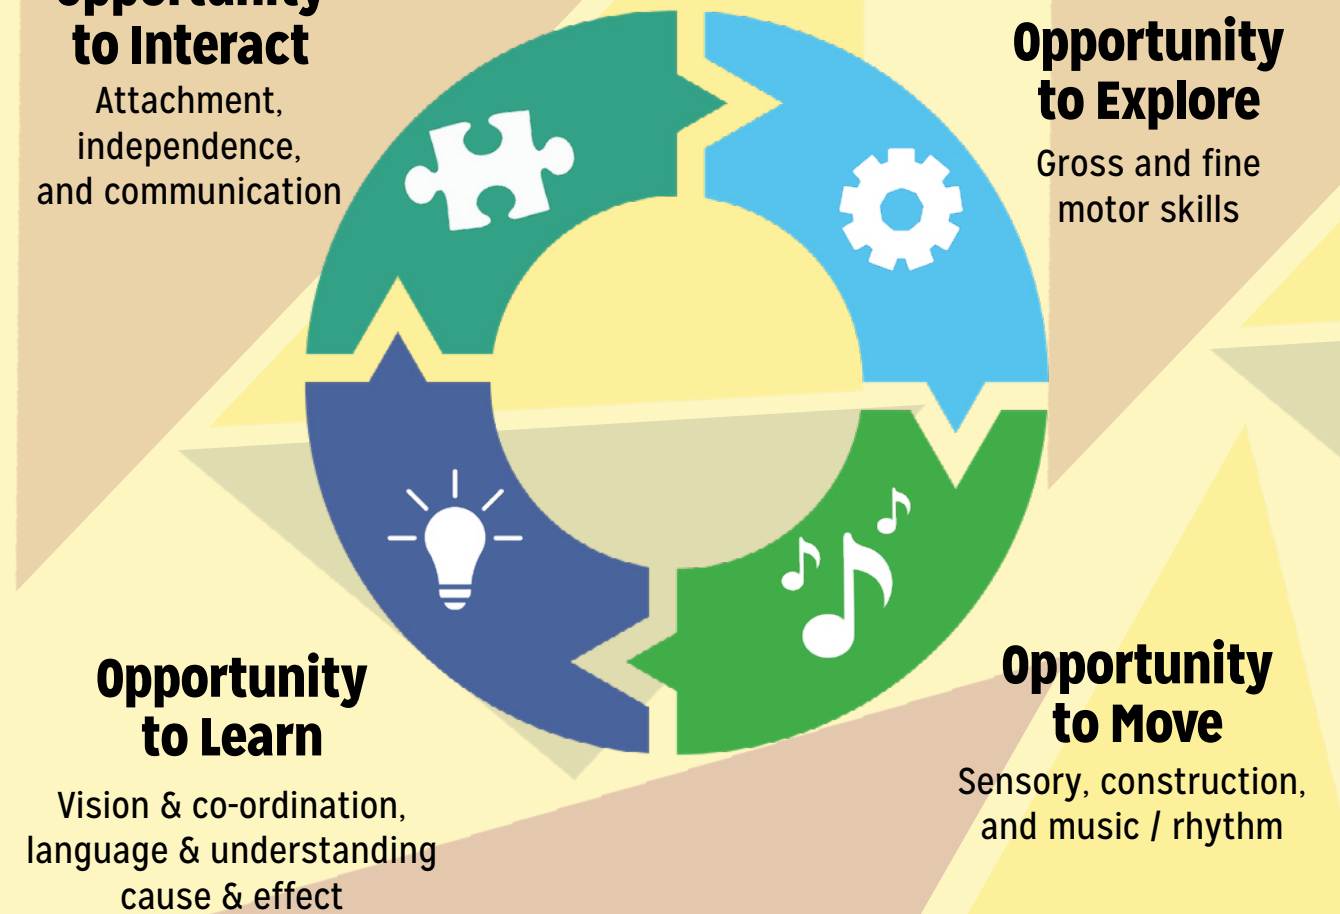 Opportunity
to Interact
Attachment,
independence,
and communication
Opportunity
to Explore
Gross and fine
motor skills
Opportunity
to Learn
Vision & co-ordination,
language & understanding
cause & effect
Opportunity
to Move
Sensory, construction,
and music / rhythm